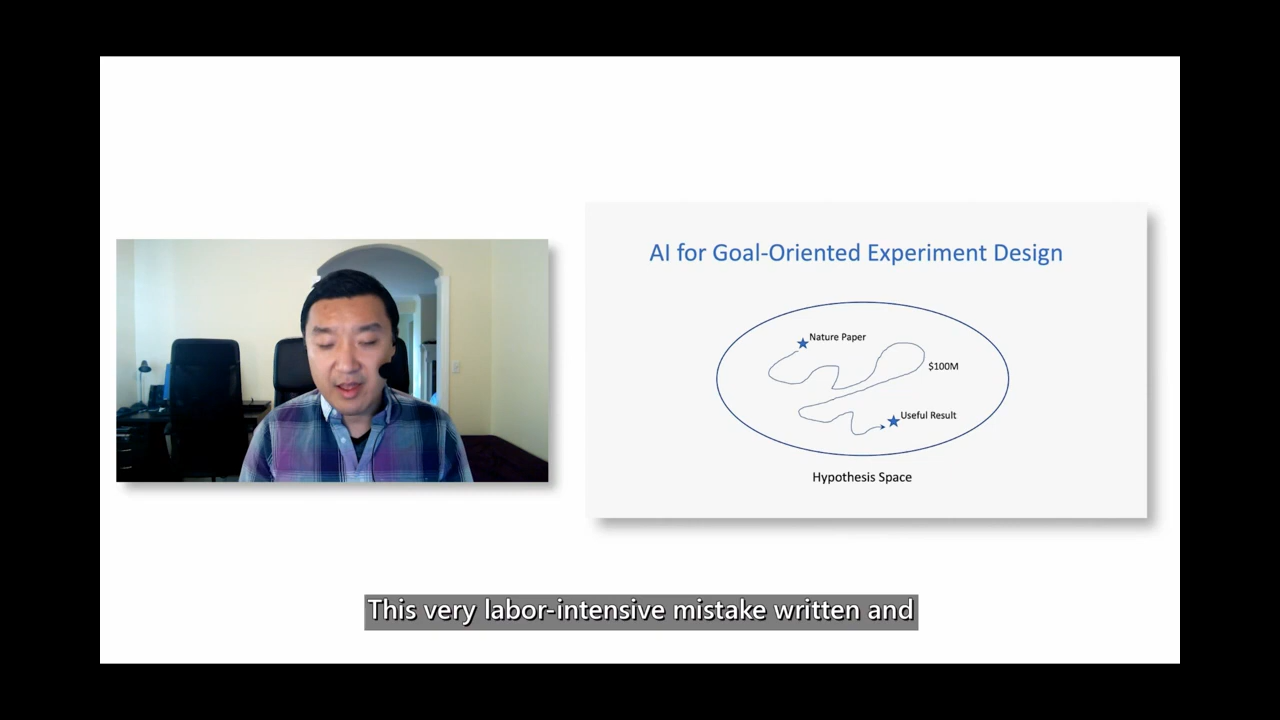 AI for Goal-Oriented Experiment Design
Nature Paper
$100M
Useful Result
Hypothesis Space
This very labor-intensive mistake written and